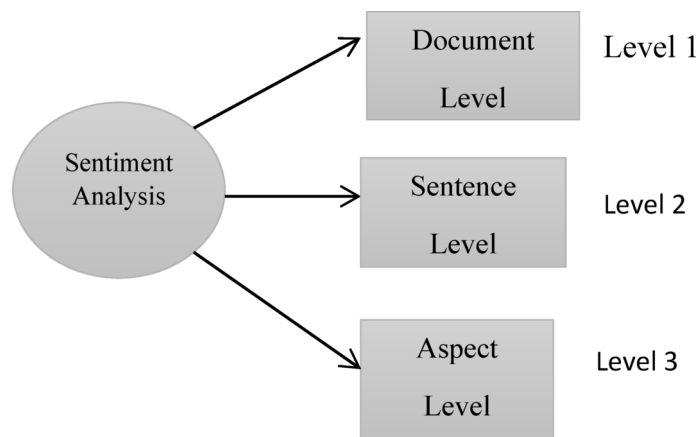 Sentiment
Analysis
Document
Level
Level 1
Sentence
Level
Level 2
Aspect
Level
Level 3